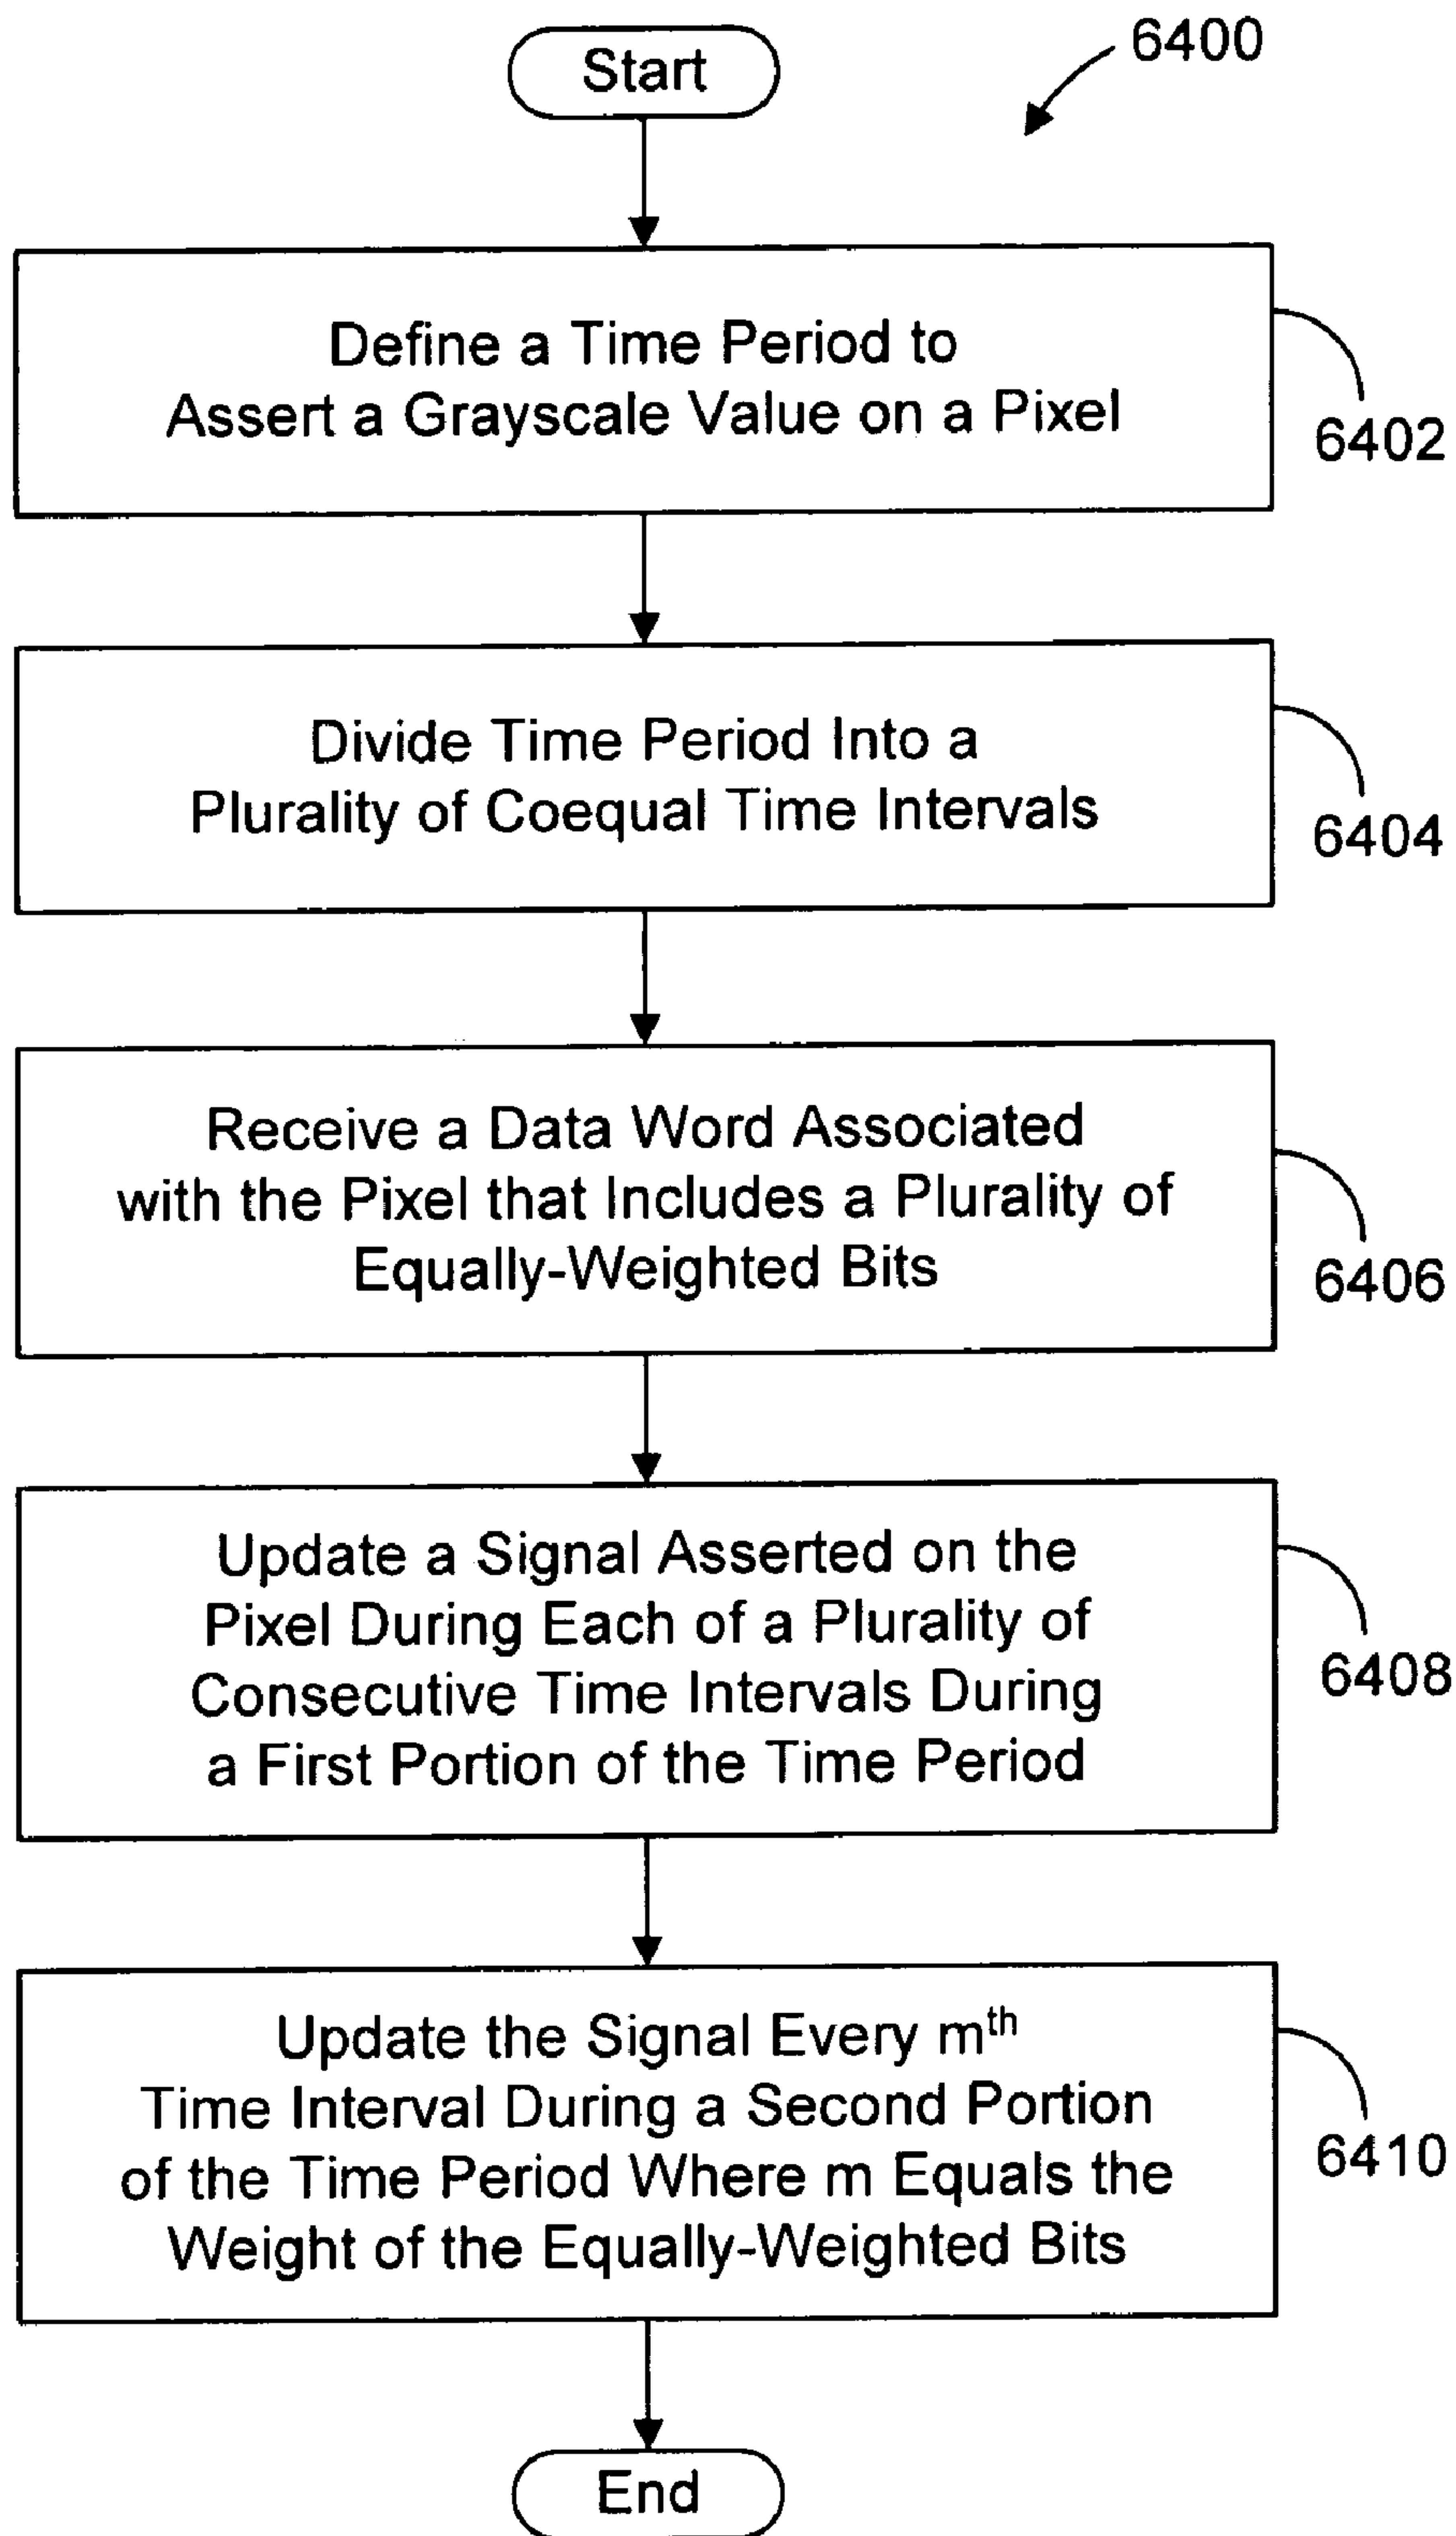 Start
6400
Define a Time Period to
Assert a Grayscale Value on a Pixel
6402
Divide Time Period Into a
Plurality of Coequal Time Intervals
6404
Receive a Data Word Associated
with the Pixel that Includes a Plurality of
Equally-Weighted Bits
6406
Update a Signal Asserted on the
Pixel During Each of a Plurality of
Consecutive Time Intervals During
a First Portion of the Time Period
6408
Update the Signal Every mth
Time Interval During a Second Portion
of the Time Period Where m Equals the
Weight of the Equally-Weighted Bits
6410
End